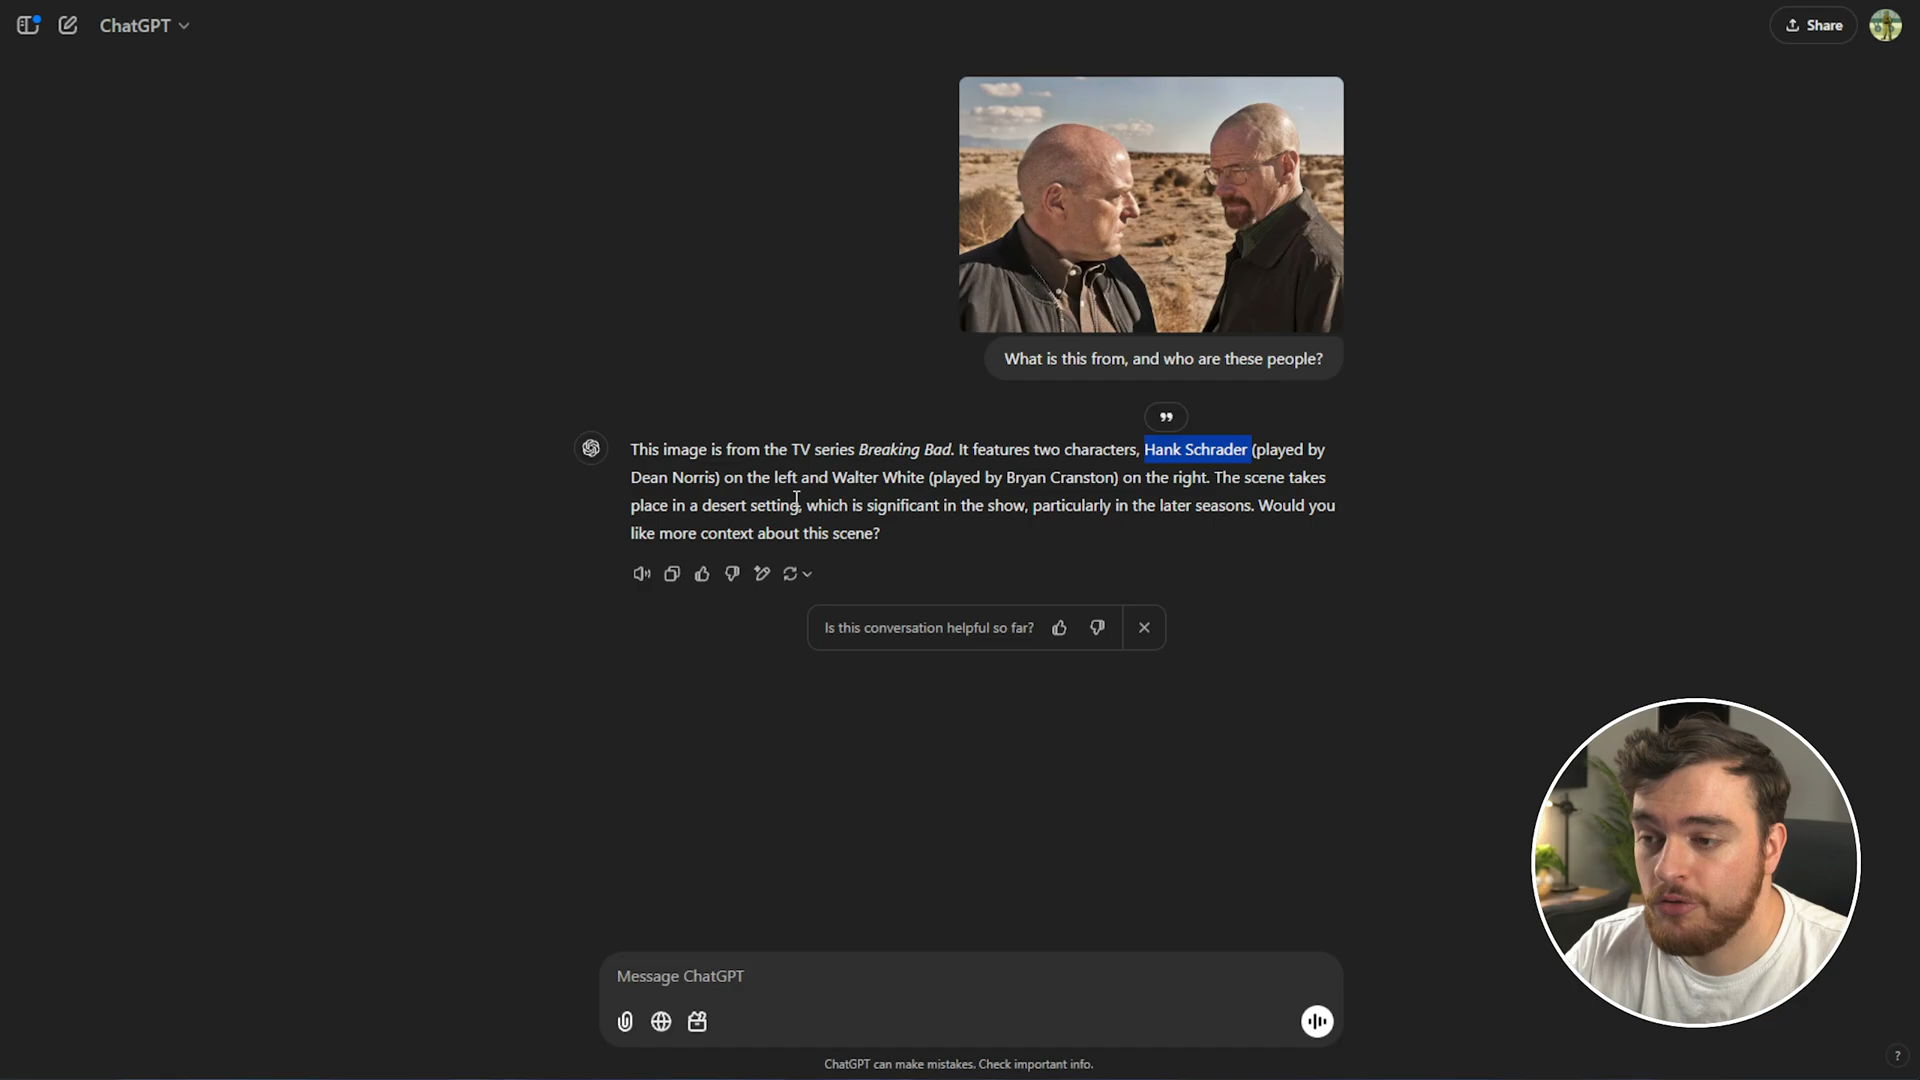 ChatGPT
Share
What is this from, and who are these people?
This image is from the TV series Breaking Bad. It features two characters, Hank Schrader (played by
Dean Norris) on the left and Walter White (played by Bryan Cranston) on the right. The scene takes
place in a desert setting, which is significant in the show, particularly in the later seasons. Would you
like more context about this scene?
Is this conversation helpful so far?
Message ChatGPT
ChatGPT can make mistakes. Check important info.
?